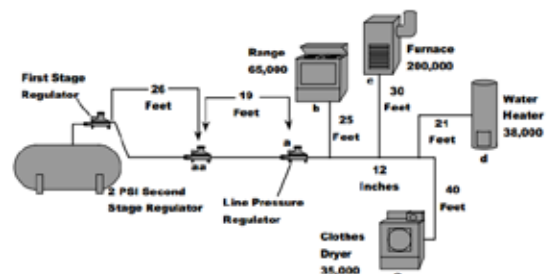 Range
65,000
Furnace
200,000
First Stage
Regulator
26
Feet
19
Feet
Water
Heater
38,000
30
Feet
25
Feet
21
Feet
a
b
c
d
aa
12
Inches
40
Feet
2 PSI Second
Stage Regulator
Line Pressure
Regulator
Clothes
Dryer
35,000